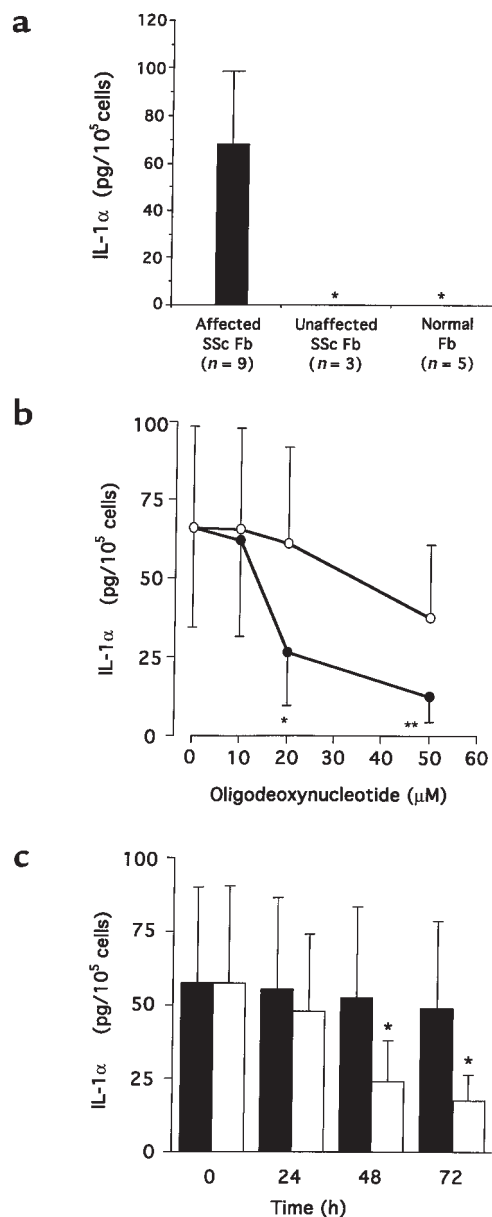 a
IL-1α (pg/10⁵ cells)
120
100
80
60
40
20
0
*
*
Affected SSc Fb (n = 9)
Unaffected SSc Fb (n = 3)
Normal Fb (n = 5)
b
IL-1α (pg/10⁵ cells)
100
75
50
25
0
*
**
0 10 20 30 40 50 60
Oligodeoxynucleotide (μM)
c
IL-1α (pg/10⁵ cells)
100
75
50
25
0
*
*
0 24 48 72
Time (h)